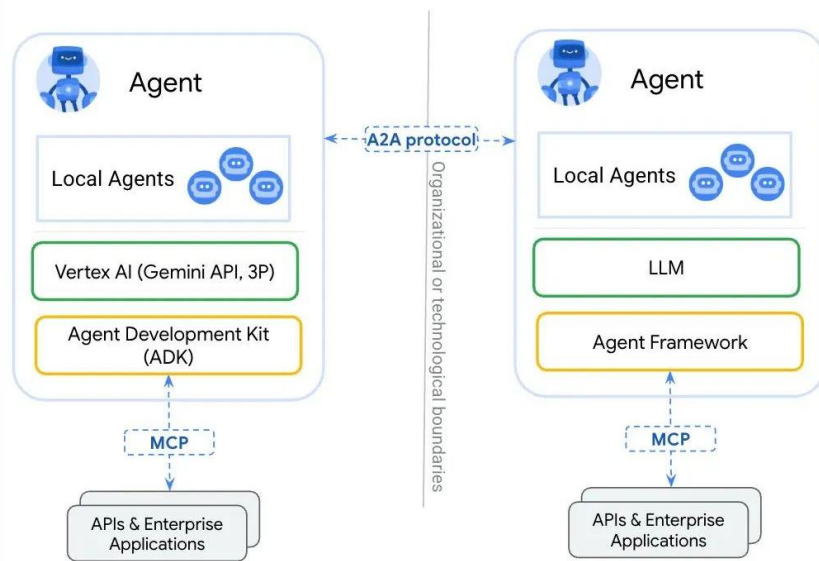 Agent
Local Agents
Vertex AI (Gemini API, 3P)
Agent Development Kit
(ADK)
MCP
APIs & Enterprise
Applications
A2A protocol
Organizational or technological boundaries
Agent
Local Agents
LLM
Agent Framework
MCP
APIs & Enterprise
Applications